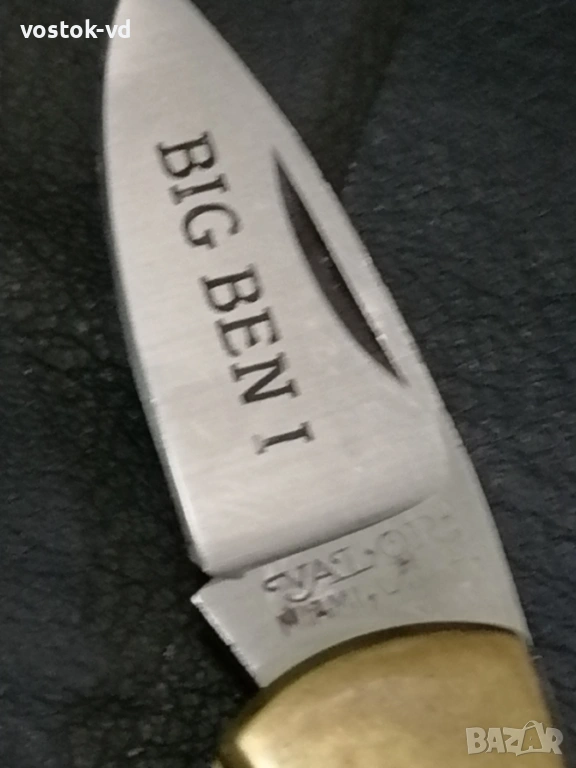 vostok-vd
BIG BEN I
VALOR
BAZAR